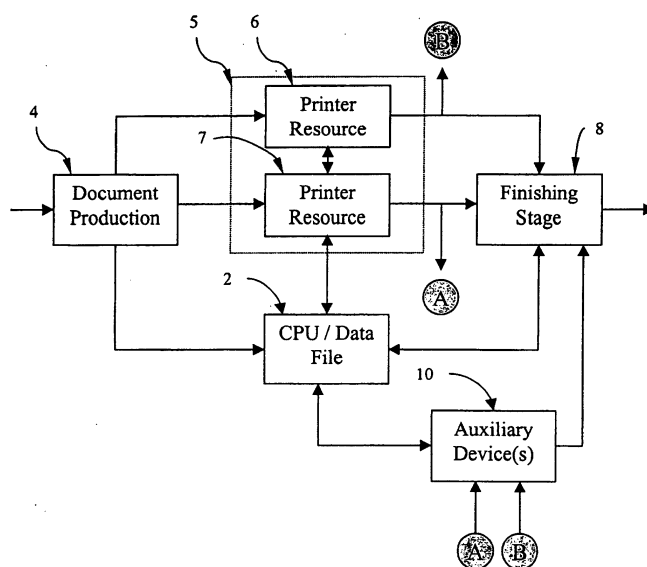 5
6
B
4
Printer
Resource
7
8
Document
Production
Printer
Resource
Finishing
Stage
2
A
CPU / Data
File
10
Auxiliary
Device(s)
A
B